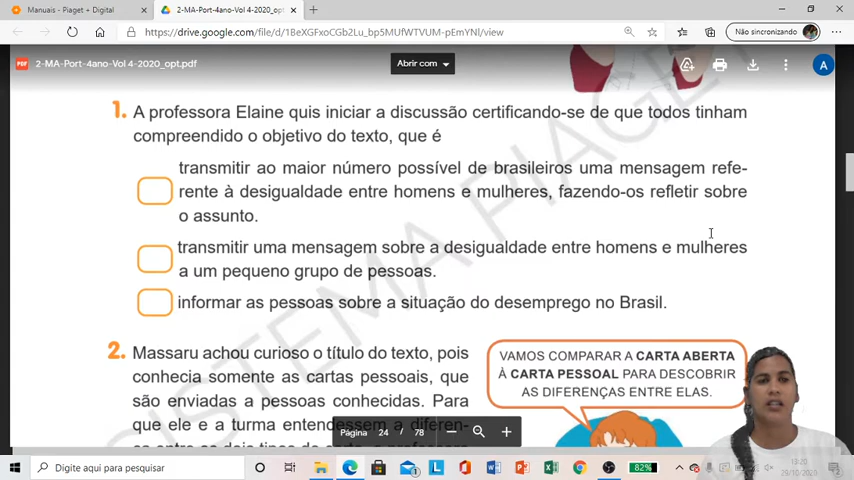 Manuais - Piaget + Digital
2-MA-Port-4ano-Vol 4-2020_opt.pd
https://drive.google.com/file/d/1BeXGFxoCGb2Lu_bp5MUfWTVUM-pEmYNl/view
Não sincronizando
PDF 2-MA-Port-4ano-Vol 4-2020_opt.pdf
Abrir com
A
SISTEMA PIAGET
1. A professora Elaine quis iniciar a discussão certificando-se de que todos tinham
compreendido o objetivo do texto, que é
transmitir ao maior número possível de brasileiros uma mensagem refe-
rente à desigualdade entre homens e mulheres, fazendo-os refletir sobre
o assunto.
transmitir uma mensagem sobre a desigualdade entre homens e mulheres
a um pequeno grupo de pessoas.
informar as pessoas sobre a situação do desemprego no Brasil.
2. Massaru achou curioso o título do texto, pois
conhecia somente as cartas pessoais, que
são enviadas a pessoas conhecidas. Para
que ele e a turma entendessem a diferen-
VAMOS COMPARAR A CARTA ABERTA
À CARTA PESSOAL PARA DESCOBRIR
AS DIFERENÇAS ENTRE ELAS.
Página 24 / 78
Digite aqui para pesquisar
82%
13:20
29/10/2020